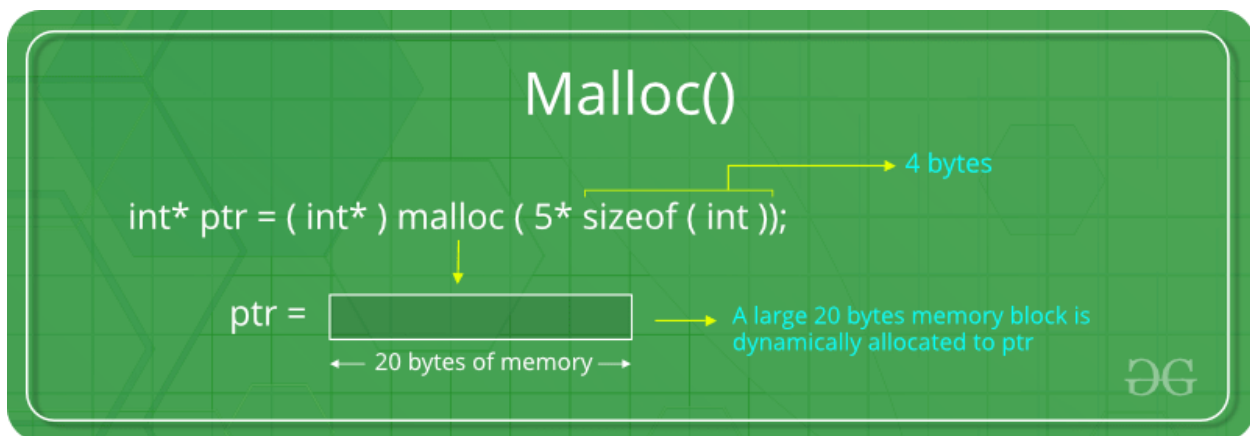 Malloc()
4 bytes
int* ptr = ( int* ) malloc ( 5* sizeof ( int ));
ptr =
A large 20 bytes memory block is
dynamically allocated to ptr
20 bytes of memory